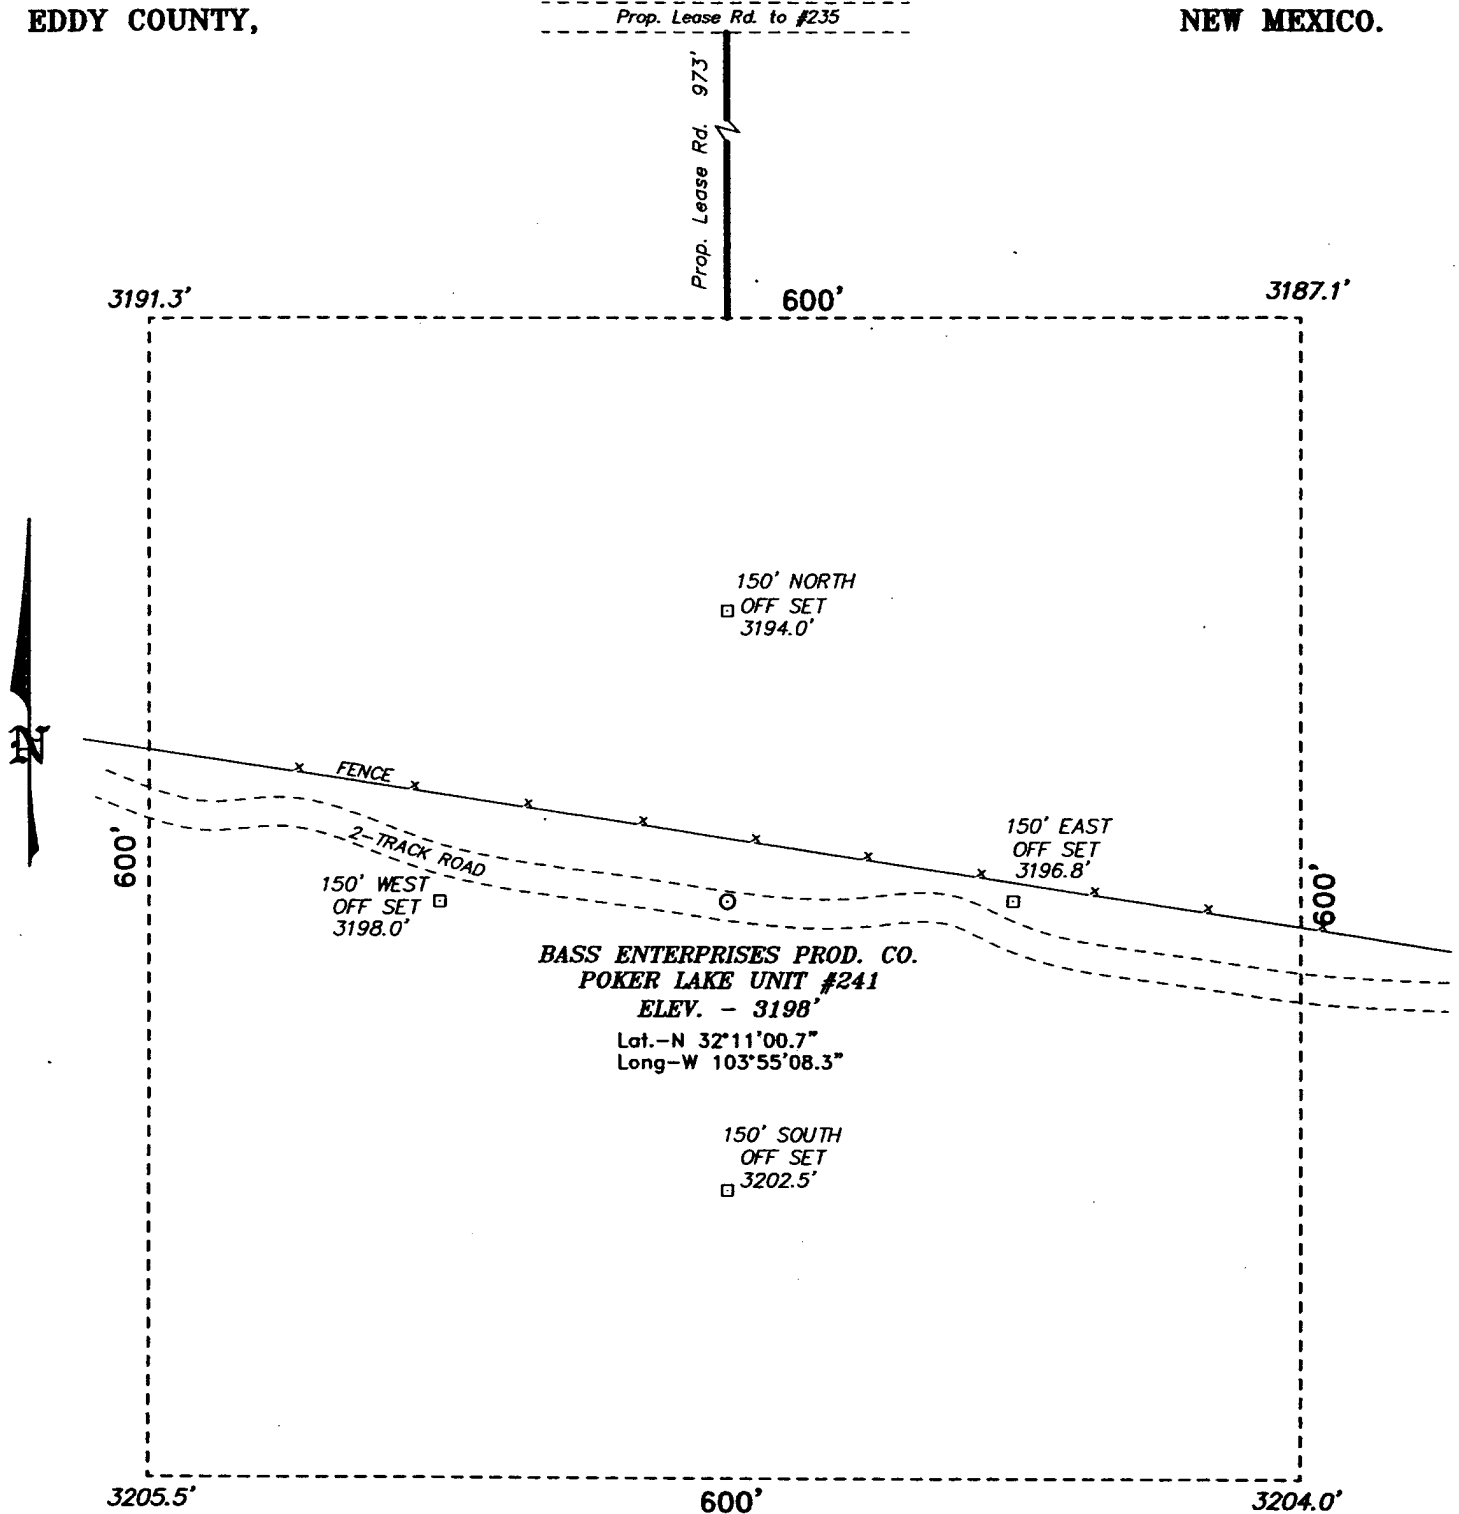 EDDY COUNTY,
NEW MEXICO.
Prop. Lease Rd. to #235
Prop. Lease Rd. 973'
3191.3'
600'
3187.1'
150' NORTH
OFF SET
3194.0'
N
FENCE
2-TRACK ROAD
600'
150' WEST
OFF SET
3198.0'
150' EAST
OFF SET
3196.8'
600'
BASS ENTERPRISES PROD. CO.
POKER LAKE UNIT #241
ELEV. - 3198'
Lat.-N 32°11'00.7"
Long-W 103°55'08.3"
150' SOUTH
OFF SET
3202.5'
3205.5'
600'
3204.0'